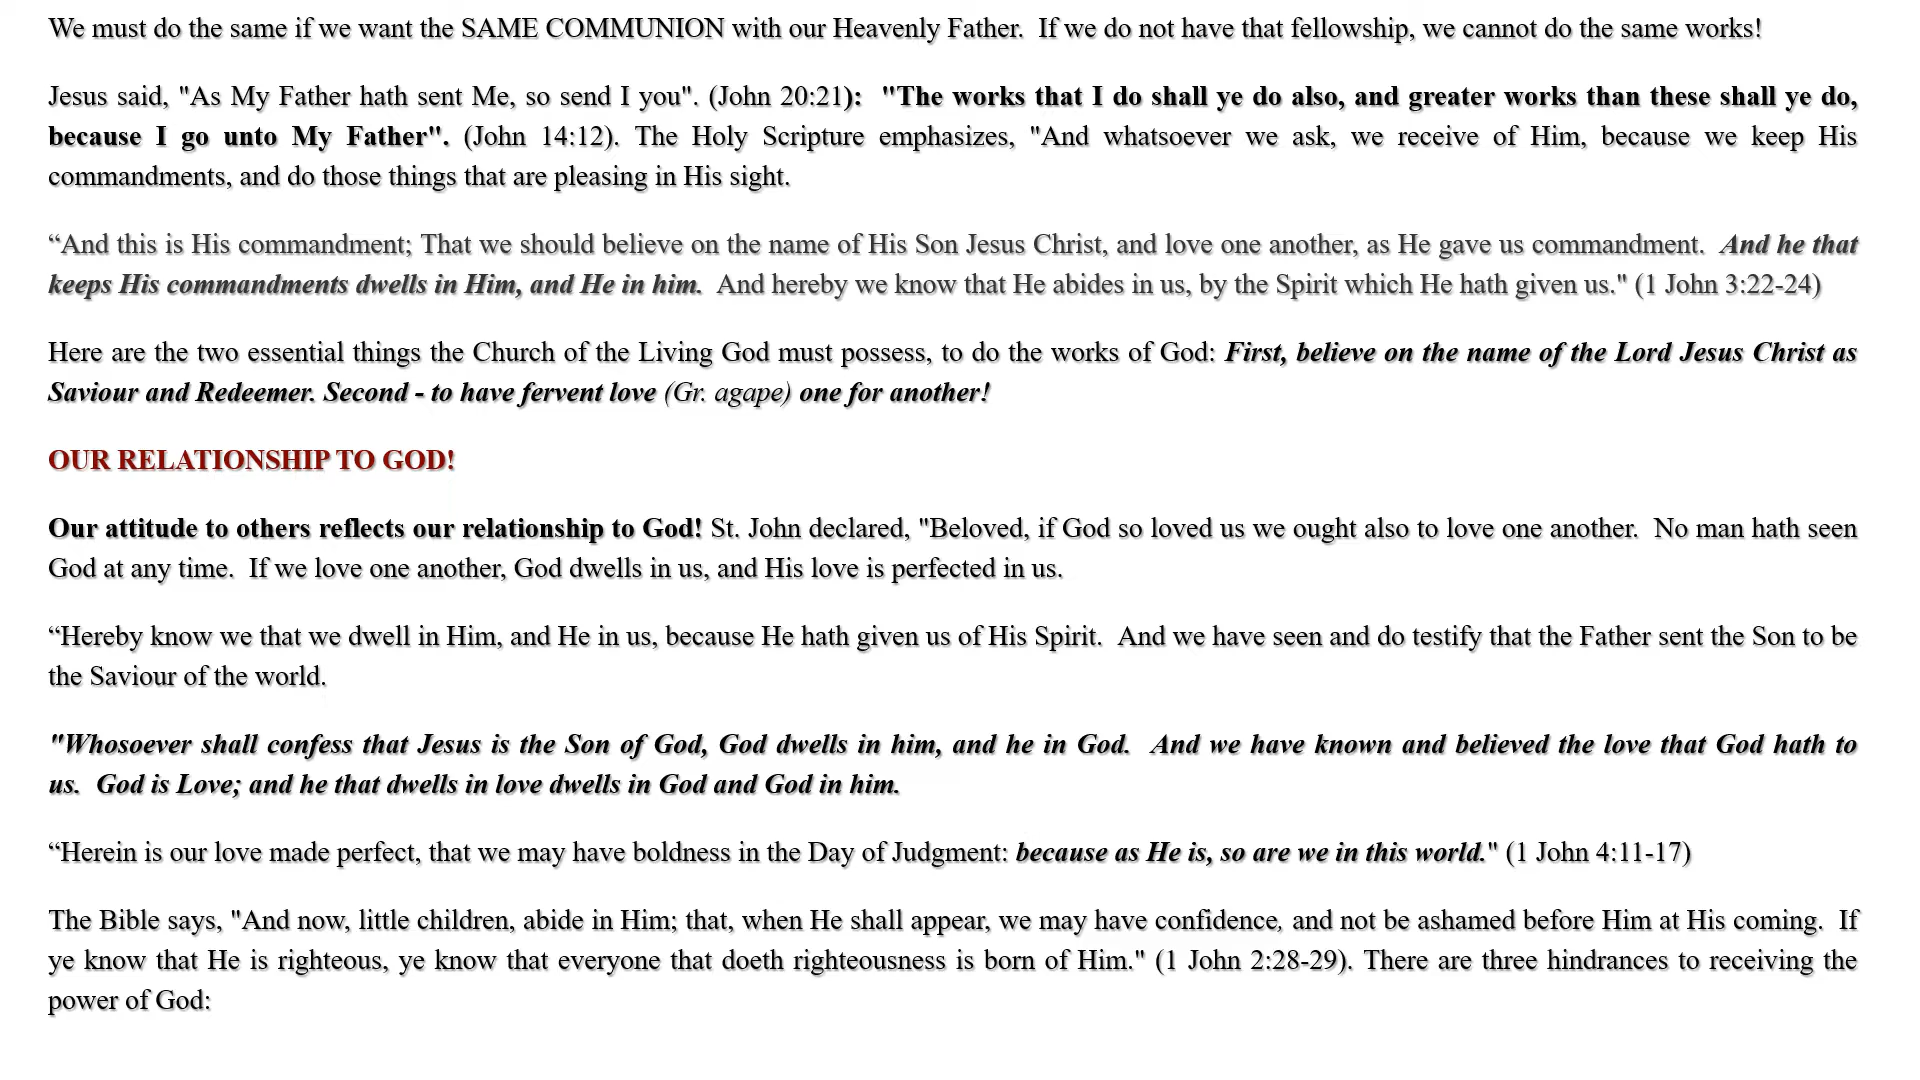 We must do the same if we want the SAME COMMUNION with our Heavenly Father.  If we do not have that fellowship, we cannot do the same works!
Jesus said, "As My Father hath sent Me, so send I you". (John 20:21):  "The works that I do shall ye do also, and greater works than these shall ye do,
because I go unto My Father". (John 14:12). The Holy Scripture emphasizes, "And whatsoever we ask, we receive of Him, because we keep His
commandments, and do those things that are pleasing in His sight.
“And this is His commandment; That we should believe on the name of His Son Jesus Christ, and love one another, as He gave us commandment.  And he that
keeps His commandments dwells in Him, and He in him.  And hereby we know that He abides in us, by the Spirit which He hath given us." (1 John 3:22-24)
Here are the two essential things the Church of the Living God must possess, to do the works of God: First, believe on the name of the Lord Jesus Christ as
Saviour and Redeemer. Second - to have fervent love (Gr. agape) one for another!
OUR RELATIONSHIP TO GOD!
Our attitude to others reflects our relationship to God! St. John declared, "Beloved, if God so loved us we ought also to love one another.  No man hath seen
God at any time.  If we love one another, God dwells in us, and His love is perfected in us.
“Hereby know we that we dwell in Him, and He in us, because He hath given us of His Spirit.  And we have seen and do testify that the Father sent the Son to be
the Saviour of the world.
"Whosoever shall confess that Jesus is the Son of God, God dwells in him, and he in God.  And we have known and believed the love that God hath to
us.  God is Love; and he that dwells in love dwells in God and God in him.
“Herein is our love made perfect, that we may have boldness in the Day of Judgment: because as He is, so are we in this world." (1 John 4:11-17)
The Bible says, "And now, little children, abide in Him; that, when He shall appear, we may have confidence, and not be ashamed before Him at His coming.  If
ye know that He is righteous, ye know that everyone that doeth righteousness is born of Him." (1 John 2:28-29). There are three hindrances to receiving the
power of God: